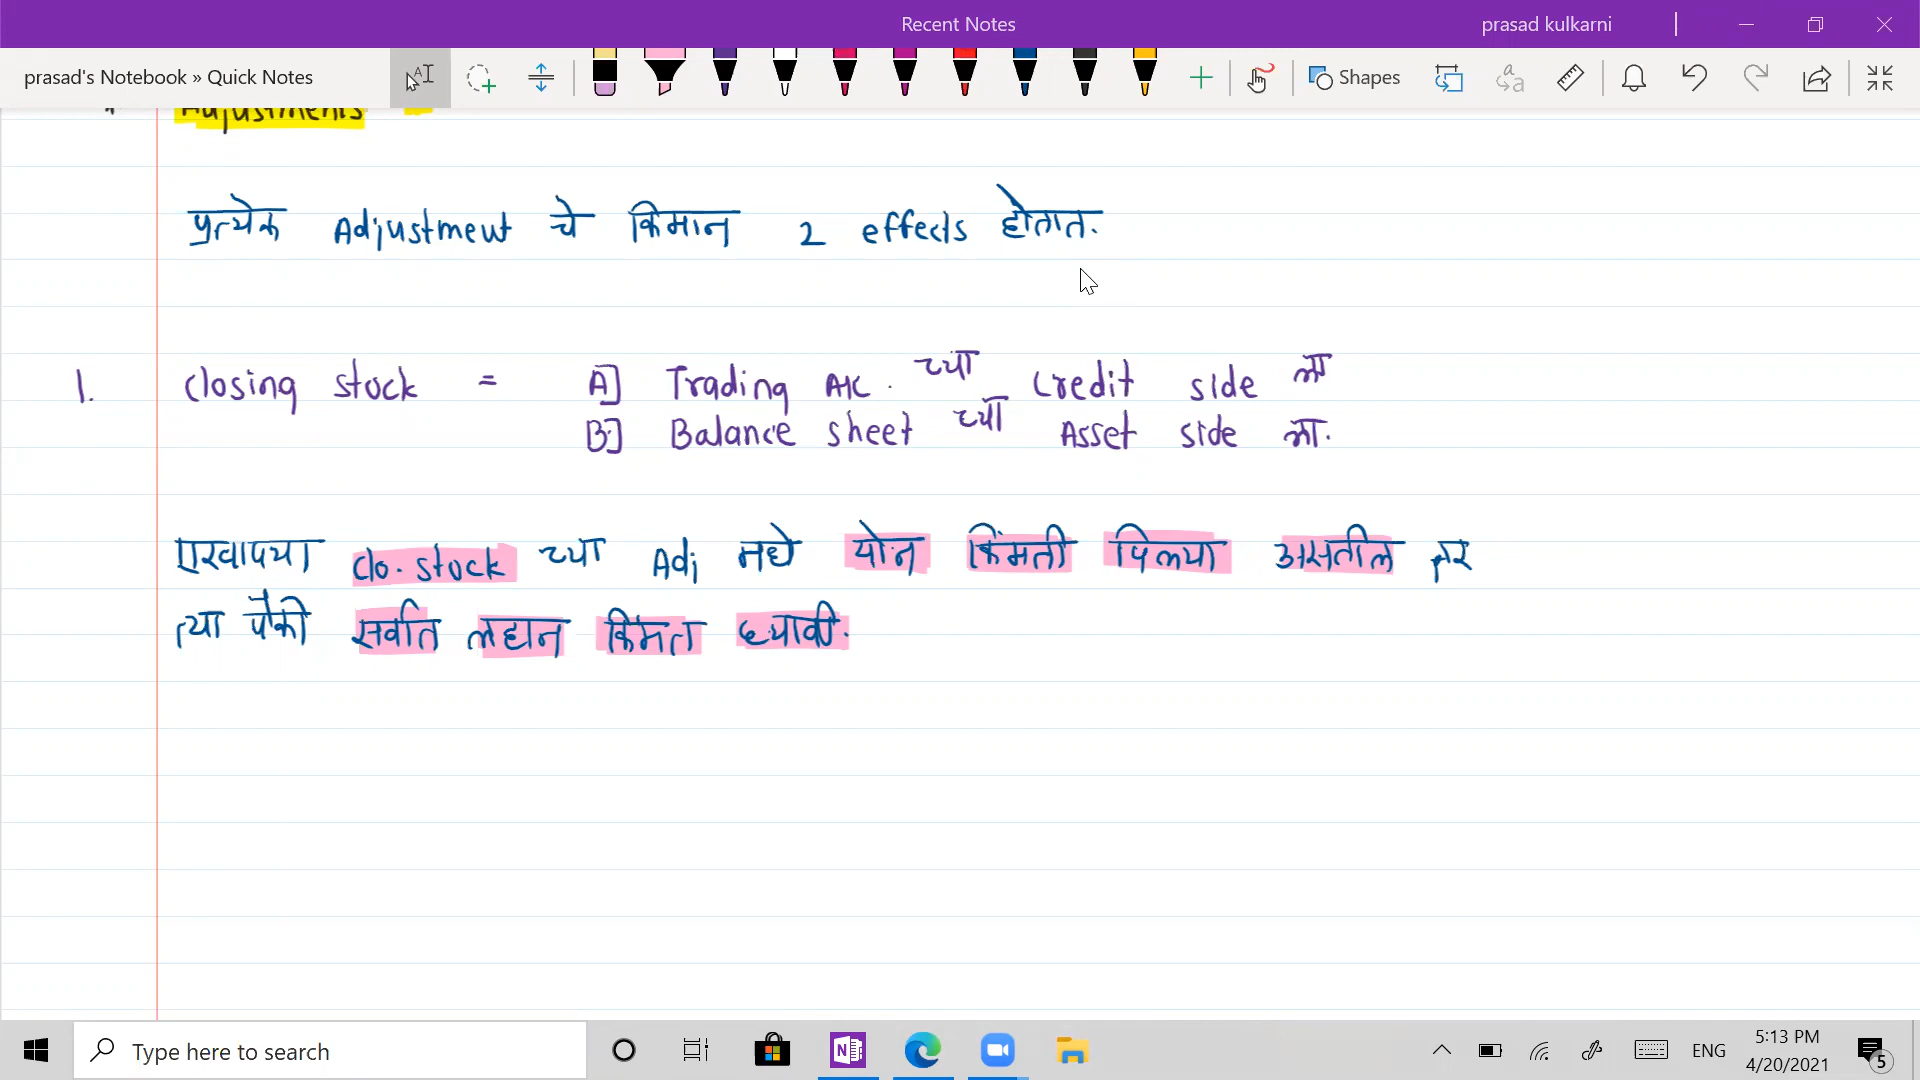 Recent Notes
prasad kulkarni
prasad's Notebook » Quick Notes
Shapes
Adjustments
प्रत्येक Adjustment चे किमान 2 effects होतात.
1. Closing stock = A] Trading A/c. च्या Credit side ला
B] Balance sheet च्या Asset side ला.
एखाद्या Clo. stock च्या Adj मधे दोन किंमती दिल्या असतील तर
त्या पैकी सर्वात लहान किंमत घ्यावी.
Type here to search
ENG
5:13 PM
4/20/2021
5